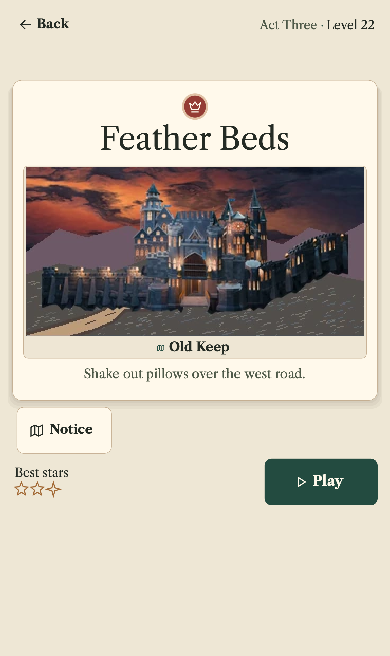 Back
Act Three · Level 22
Feather Beds
Old Keep
Shake out pillows over the west road.
Notice
Best stars
Play